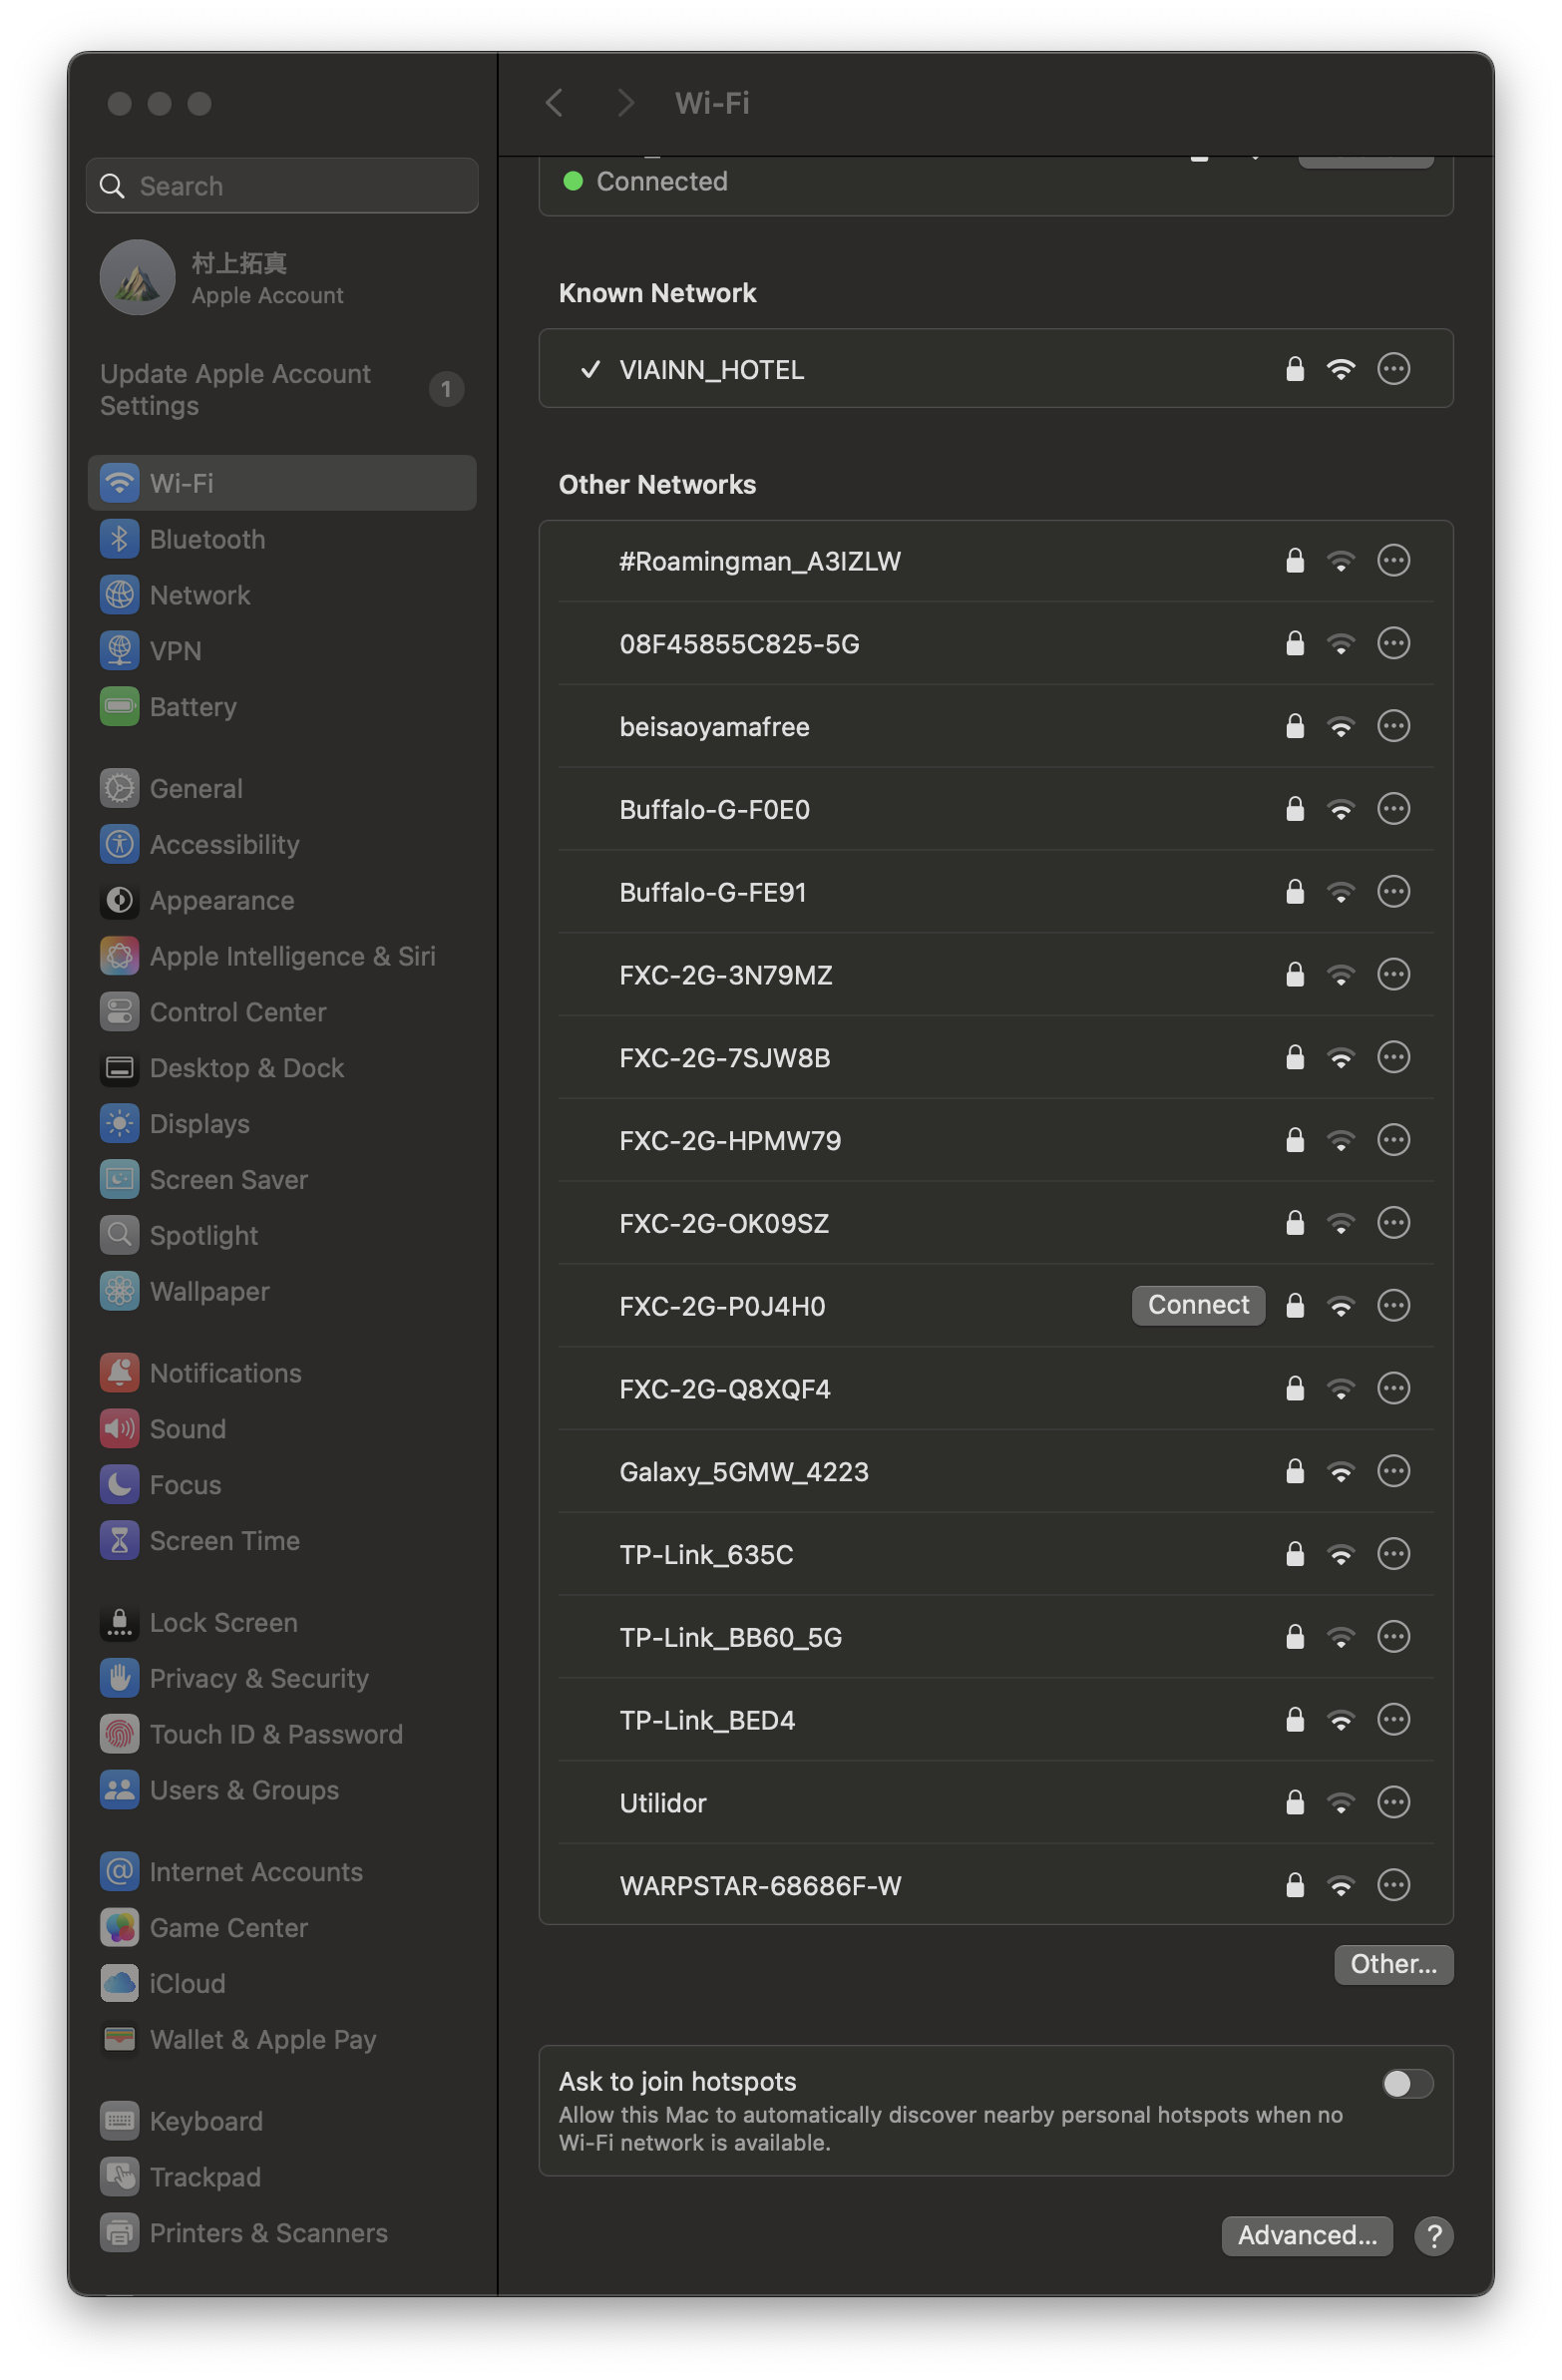 Search
村上拓真
Apple Account
Update Apple Account
Settings
1
Wi-Fi
Bluetooth
Network
VPN
Battery
General
Accessibility
Appearance
Apple Intelligence & Siri
Control Center
Desktop & Dock
Displays
Screen Saver
Spotlight
Wallpaper
Notifications
Sound
Focus
Screen Time
Lock Screen
Privacy & Security
Touch ID & Password
Users & Groups
Internet Accounts
Game Center
iCloud
Wallet & Apple Pay
Keyboard
Trackpad
Printers & Scanners
Wi-Fi
Connected
Known Network
VIAINN_HOTEL
Other Networks
#Roamingman_A3IZLW
08F45855C825-5G
beisaoyamafree
Buffalo-G-F0E0
Buffalo-G-FE91
FXC-2G-3N79MZ
FXC-2G-7SJW8B
FXC-2G-HPMW79
FXC-2G-OK09SZ
FXC-2G-P0J4H0 Connect
FXC-2G-Q8XQF4
Galaxy_5GMW_4223
TP-Link_635C
TP-Link_BB60_5G
TP-Link_BED4
Utilidor
WARPSTAR-68686F-W
Other...
Ask to join hotspots
Allow this Mac to automatically discover nearby personal hotspots when no
Wi-Fi network is available.
Advanced... ?